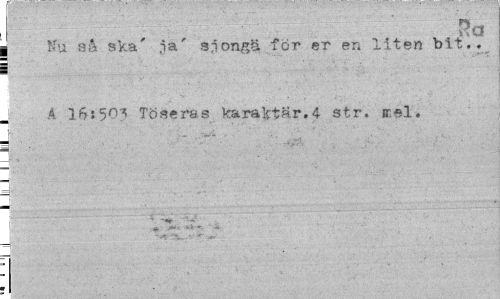 Ra
Nu så ska´ ja´ sjongä för er en liten bit..
A 16:503 Töseras karaktär.4 str. mel.